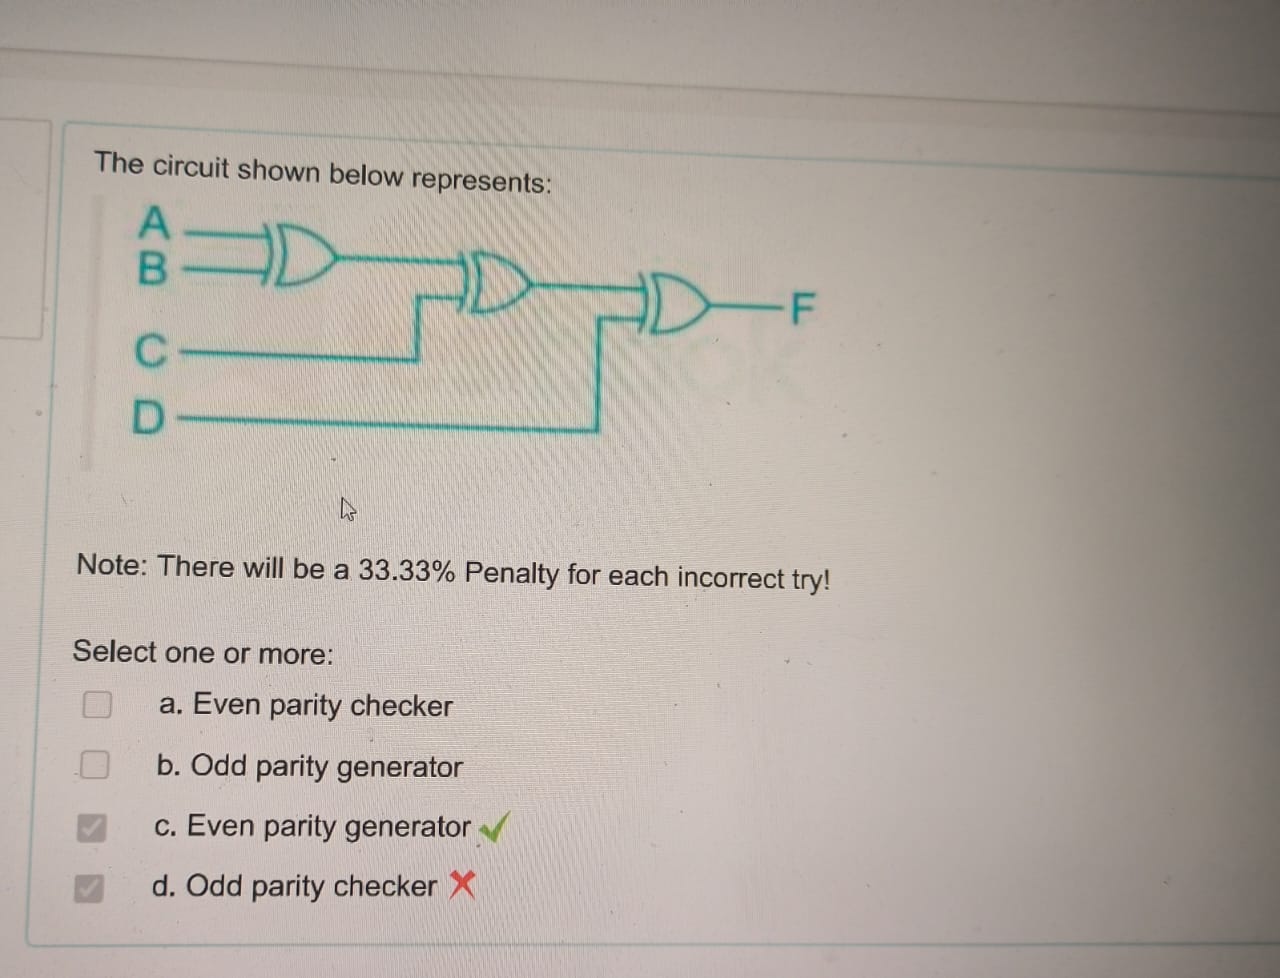 The circuit shown below represents:
A
B
C
D
F
Note: There will be a 33.33% Penalty for each incorrect try!
Select one or more:
a. Even parity checker
b. Odd parity generator
c. Even parity generator
d. Odd parity checker